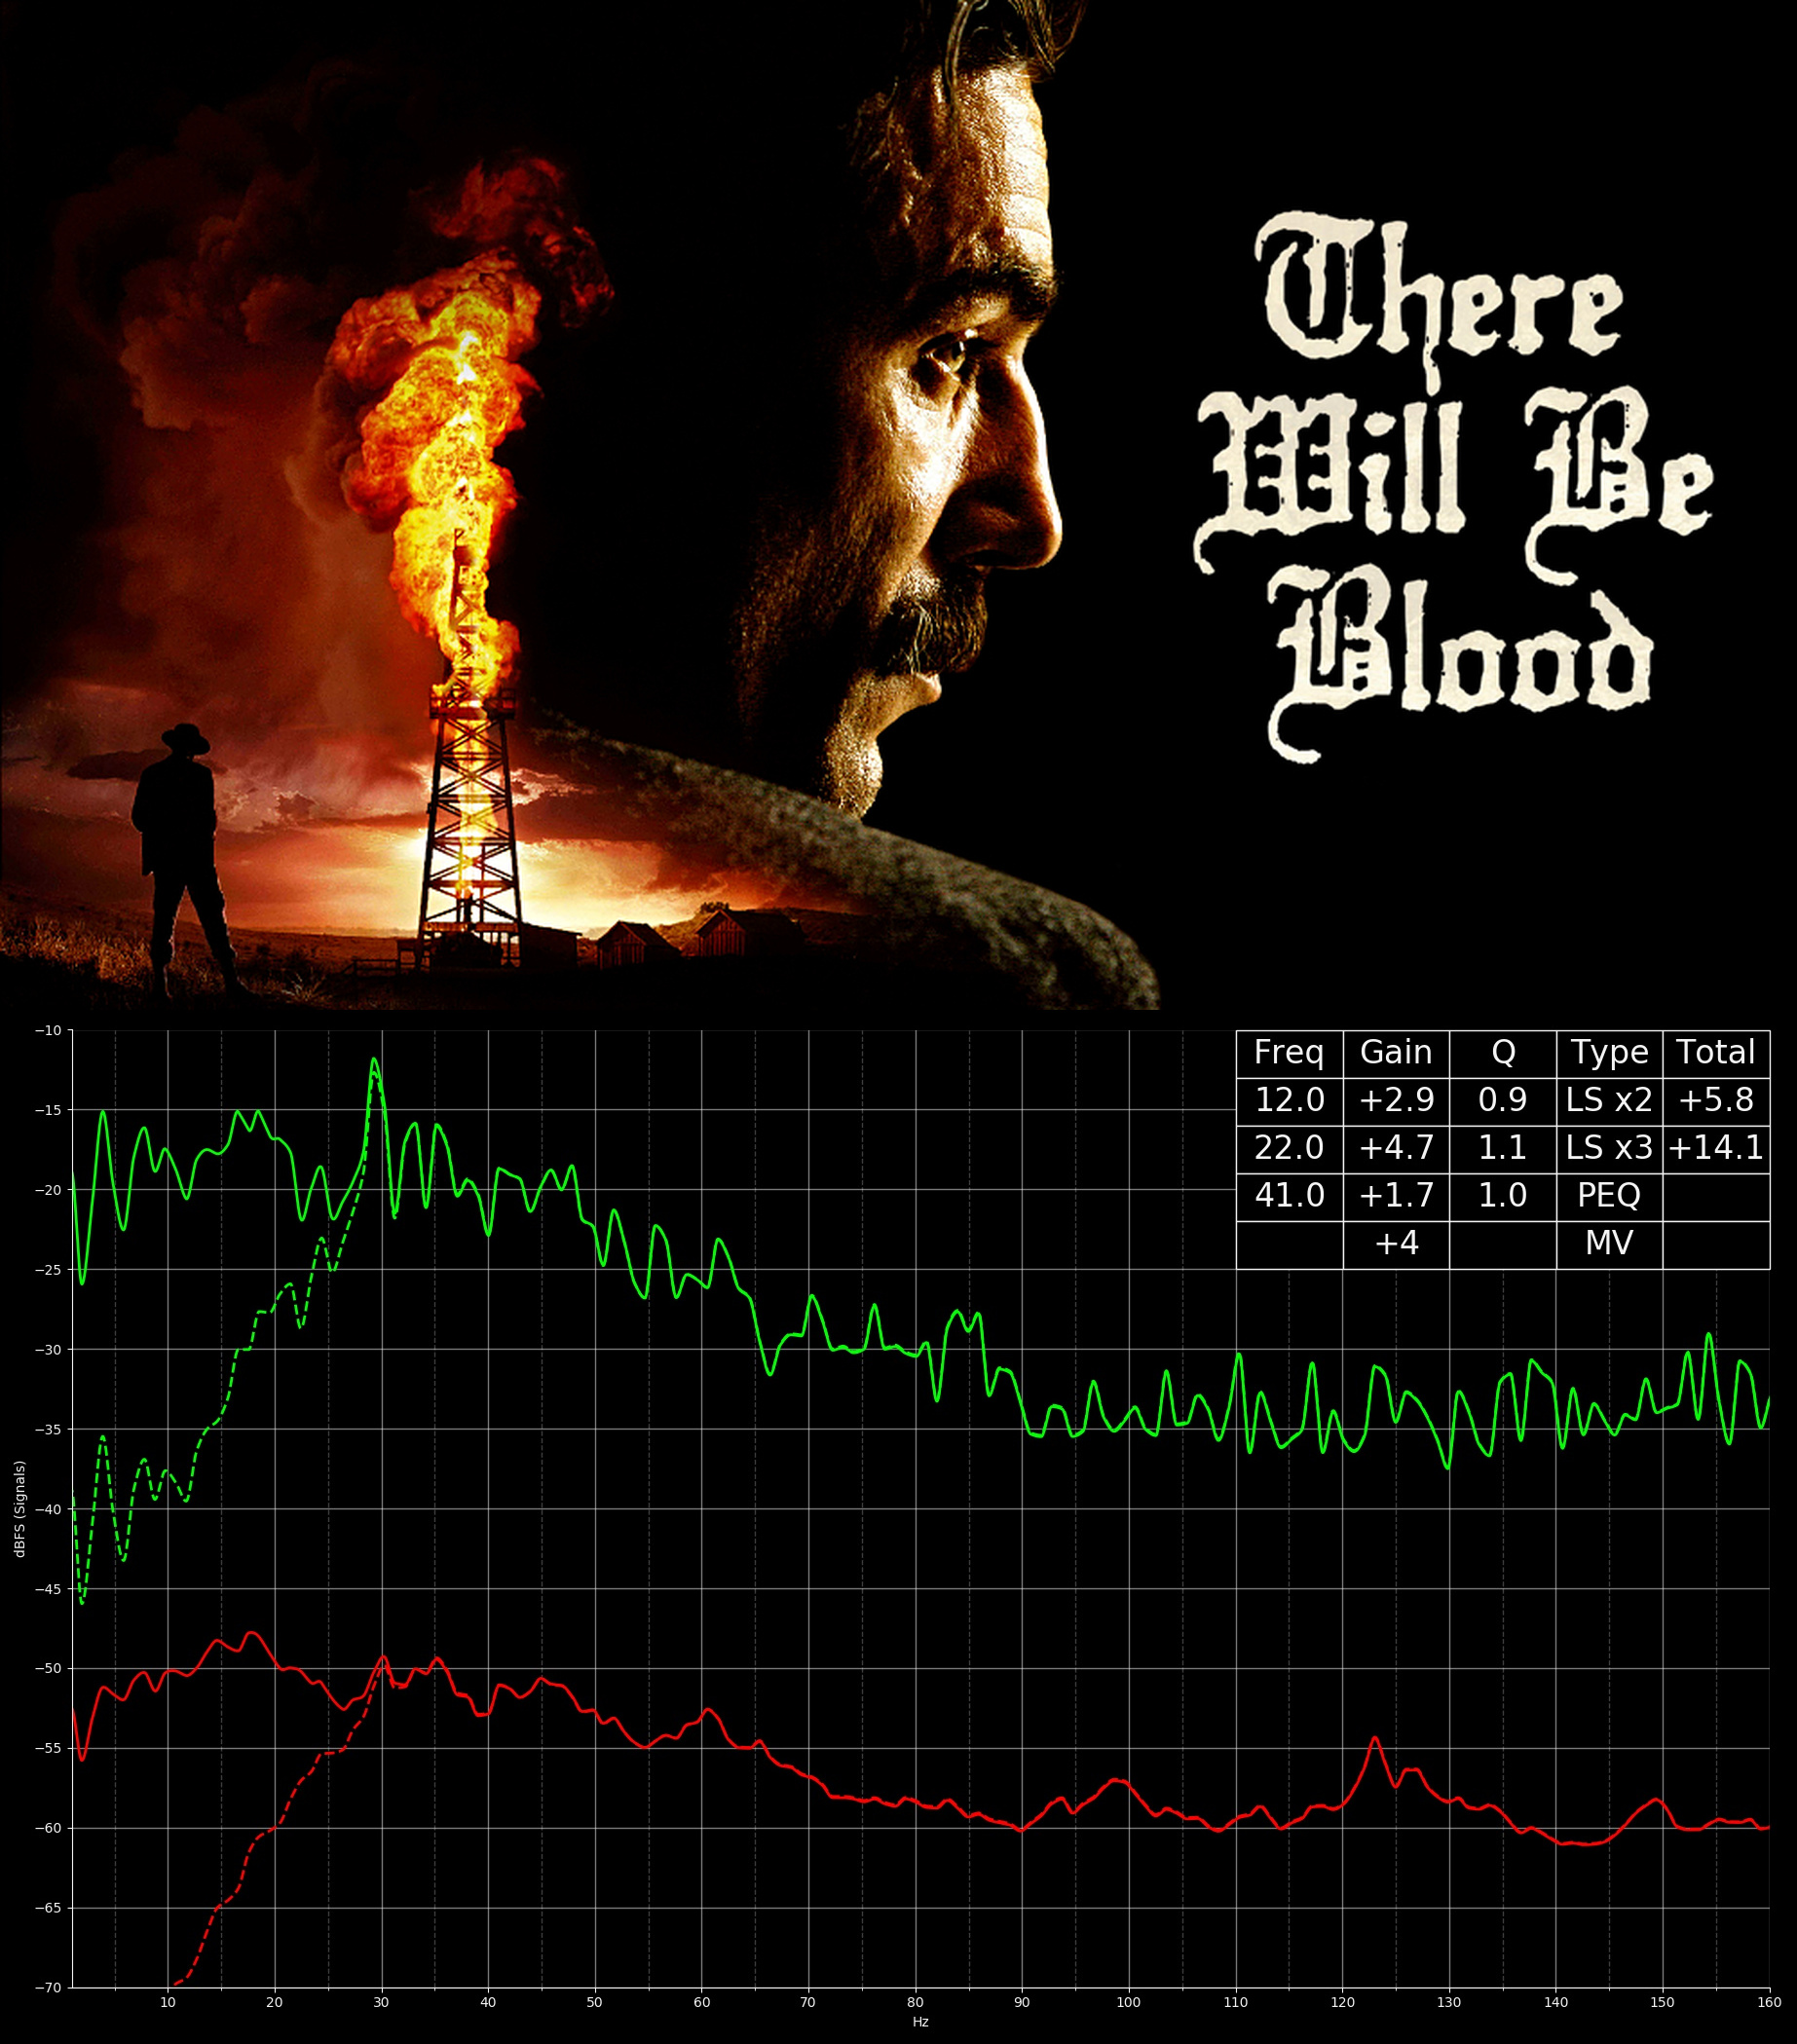 There
Will Be
Blood
Freq Gain Q Type Total
12.0 +2.9 0.9 LS x2 +5.8
22.0 +4.7 1.1 LS x3 +14.1
41.0 +1.7 1.0 PEQ
+4 MV
−10
−15
−20
−25
−30
−35
−40
−45
−50
−55
−60
−65
−70
dBFS (Signals)
10 20 30 40 50 60 70 80 90 100 110 120 130 140 150 160
Hz